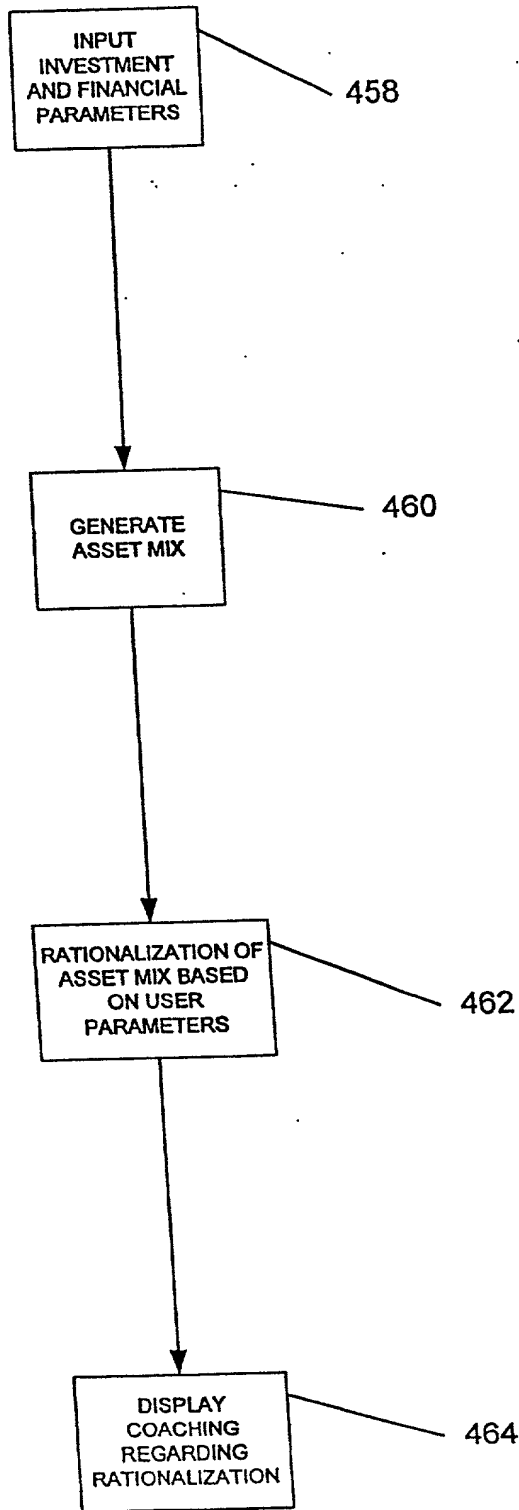 INPUT
INVESTMENT
AND FINANCIAL
PARAMETERS
458
GENERATE
ASSET MIX
460
RATIONALIZATION OF
ASSET MIX BASED
ON USER
PARAMETERS
462
DISPLAY
COACHING
REGARDING
RATIONALIZATION
464